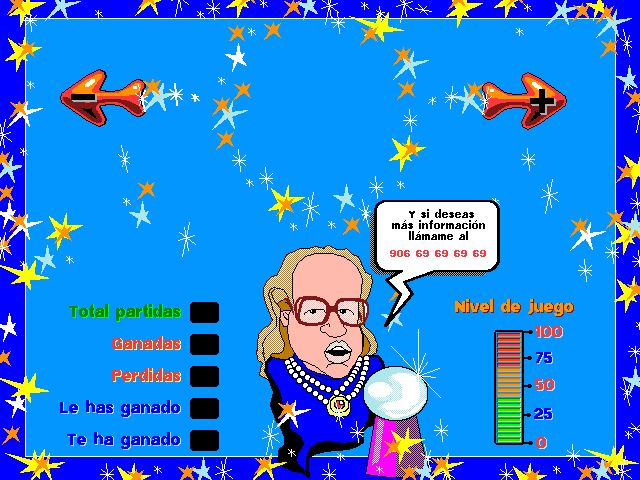 Y si deseas
más información
llámame al
906 69 69 69 69
Total partidas
Ganadas
Perdidas
Le has ganado
Te ha ganado
Nivel de juego
100
75
50
25
0